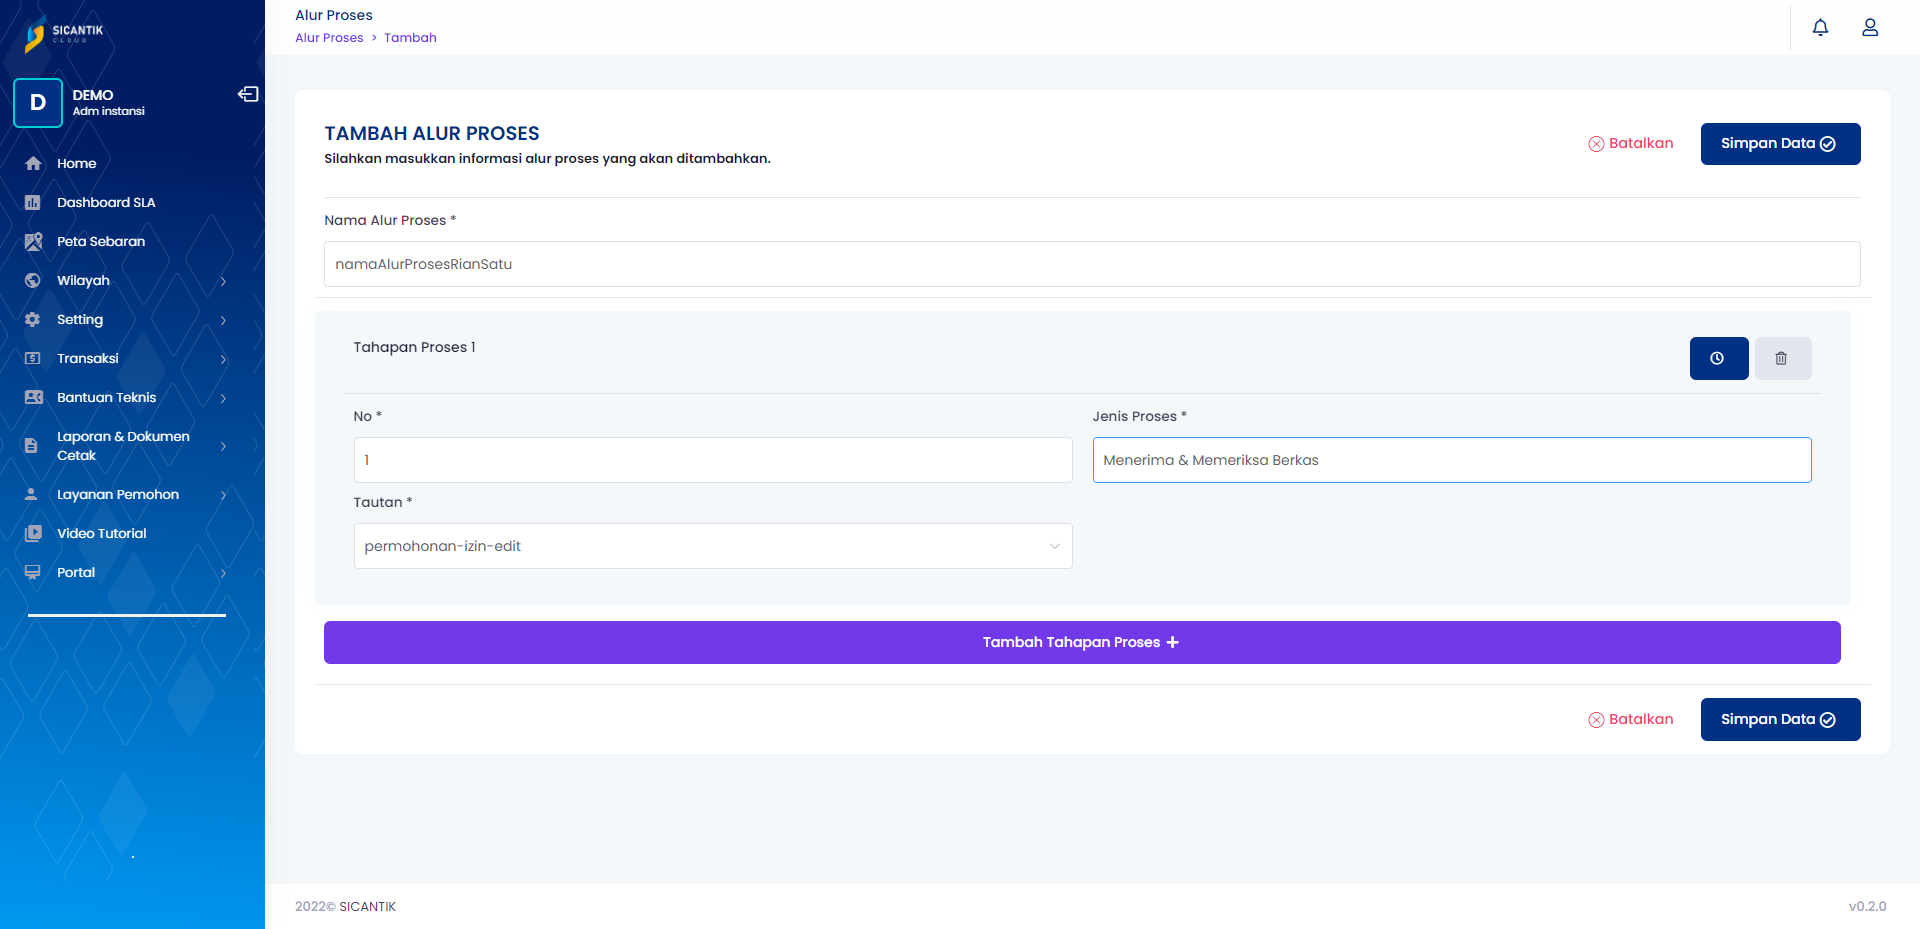 SICANTIK
CLOUD
D
DEMO
Adm instansi
Home
Dashboard SLA
Peta Sebaran
Wilayah
Setting
Transaksi
Bantuan Teknis
Laporan & Dokumen
Cetak
Layanan Pemohon
Video Tutorial
Portal
.
Alur Proses
Alur Proses > Tambah
TAMBAH ALUR PROSES
Silahkan masukkan informasi alur proses yang akan ditambahkan.
Batalkan
Simpan Data
Nama Alur Proses *
namaAlurProsesRianSatu
Tahapan Proses 1
No *
Jenis Proses *
1
Menerima & Memeriksa Berkas
Tautan *
permohonan-izin-edit
Tambah Tahapan Proses +
Batalkan
Simpan Data
2022© SICANTIK
v0.2.0